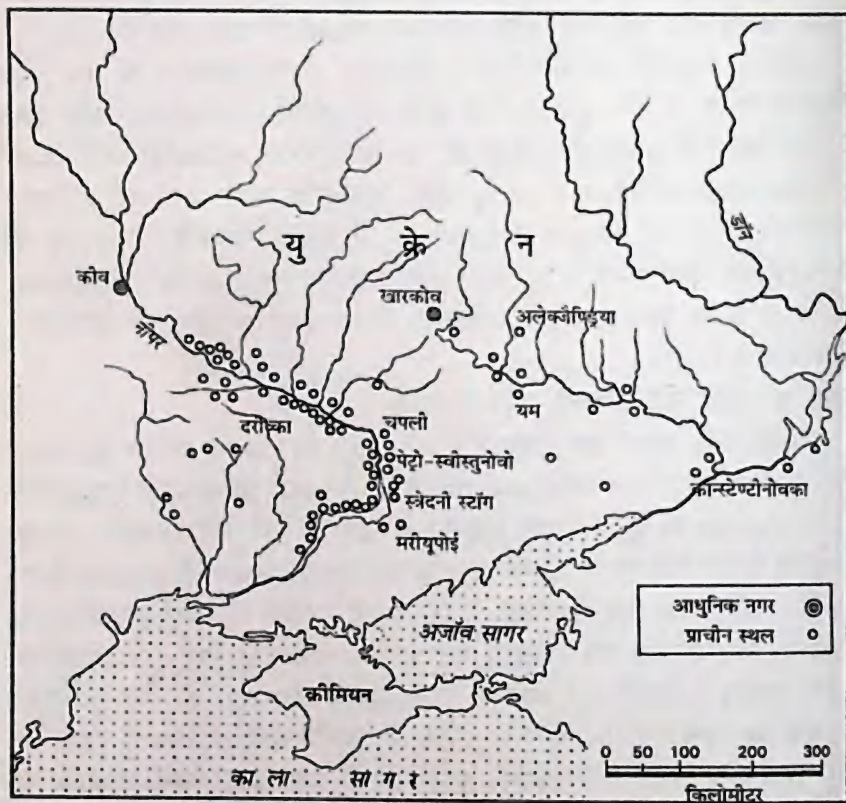 यु क्रे न
डॉन
कीव
खारकोव
अलेक्जैण्ड्रिया
नीपर
यम
चपली
दरीव्का
पेट्रो-स्वीस्तुनोवो
कान्स्टेण्टीनोवका
स्त्रेदनी स्टॉग
मरीयूपोई
आधुनिक नगर
प्राचीन स्थल
अजॉव सागर
क्रीमियन
काला सागर
0 50 100 200 300
किलोमीटर